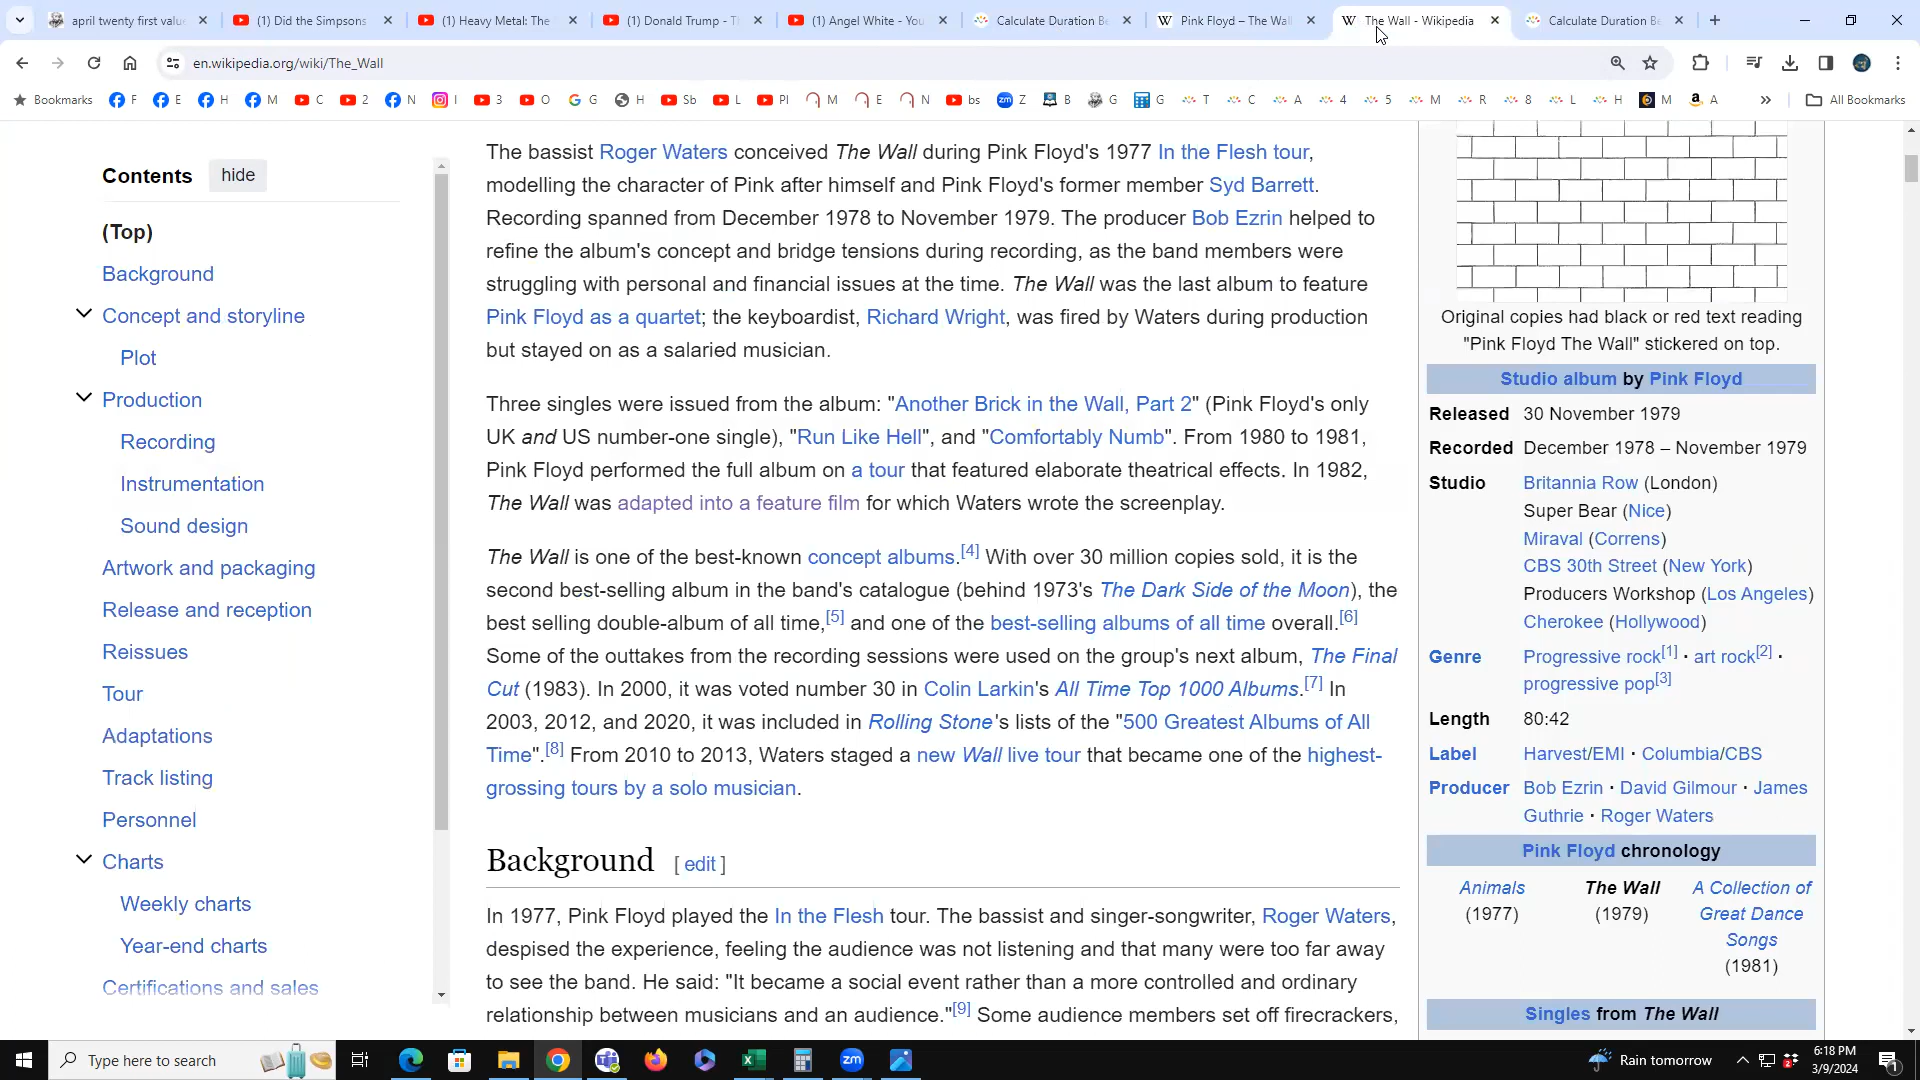 april twenty first valu
(1) Did the Simpsons
(1) Heavy Metal: The
(1) Donald Trump - T
(1) Angel White - You
Calculate Duration Be
Pink Floyd – The Wall
The Wall - Wikipedia
Calculate Duration Be
en.wikipedia.org/wiki/The_Wall
Bookmarks F E H M C 2 N I 3 O G H Sb L Pl M E N bs Z B G G T C A 4 5 M R 8 L H M A » All Bookmarks
Contents hide
(Top)
Background
Concept and storyline
Plot
Production
Recording
Instrumentation
Sound design
Artwork and packaging
Release and reception
Reissues
Tour
Adaptations
Track listing
Personnel
Charts
Weekly charts
Year-end charts
Certifications and sales
The bassist Roger Waters conceived The Wall during Pink Floyd's 1977 In the Flesh tour,
modelling the character of Pink after himself and Pink Floyd's former member Syd Barrett.
Recording spanned from December 1978 to November 1979. The producer Bob Ezrin helped to
refine the album's concept and bridge tensions during recording, as the band members were
struggling with personal and financial issues at the time. The Wall was the last album to feature
Pink Floyd as a quartet; the keyboardist, Richard Wright, was fired by Waters during production
but stayed on as a salaried musician.
Three singles were issued from the album: "Another Brick in the Wall, Part 2" (Pink Floyd's only
UK and US number-one single), "Run Like Hell", and "Comfortably Numb". From 1980 to 1981,
Pink Floyd performed the full album on a tour that featured elaborate theatrical effects. In 1982,
The Wall was adapted into a feature film for which Waters wrote the screenplay.
The Wall is one of the best-known concept albums.[4] With over 30 million copies sold, it is the
second best-selling album in the band's catalogue (behind 1973's The Dark Side of the Moon), the
best selling double-album of all time,[5] and one of the best-selling albums of all time overall.[6]
Some of the outtakes from the recording sessions were used on the group's next album, The Final
Cut (1983). In 2000, it was voted number 30 in Colin Larkin's All Time Top 1000 Albums.[7] In
2003, 2012, and 2020, it was included in Rolling Stone's lists of the "500 Greatest Albums of All
Time".[8] From 2010 to 2013, Waters staged a new Wall live tour that became one of the highest-
grossing tours by a solo musician.
Background [ edit ]
In 1977, Pink Floyd played the In the Flesh tour. The bassist and singer-songwriter, Roger Waters,
despised the experience, feeling the audience was not listening and that many were too far away
to see the band. He said: "It became a social event rather than a more controlled and ordinary
relationship between musicians and an audience."[9] Some audience members set off firecrackers,
Original copies had black or red text reading
"Pink Floyd The Wall" stickered on top.
Studio album by Pink Floyd
Released 30 November 1979
Recorded December 1978 – November 1979
Studio Britannia Row (London)
Super Bear (Nice)
Miraval (Correns)
CBS 30th Street (New York)
Producers Workshop (Los Angeles)
Cherokee (Hollywood)
Genre Progressive rock[1] · art rock[2] ·
progressive pop[3]
Length 80:42
Label Harvest/EMI · Columbia/CBS
Producer Bob Ezrin · David Gilmour · James
Guthrie · Roger Waters
Pink Floyd chronology
Animals The Wall A Collection of
(1977) (1979) Great Dance
Songs
(1981)
Singles from The Wall
Type here to search
Rain tomorrow
6:18 PM
3/9/2024